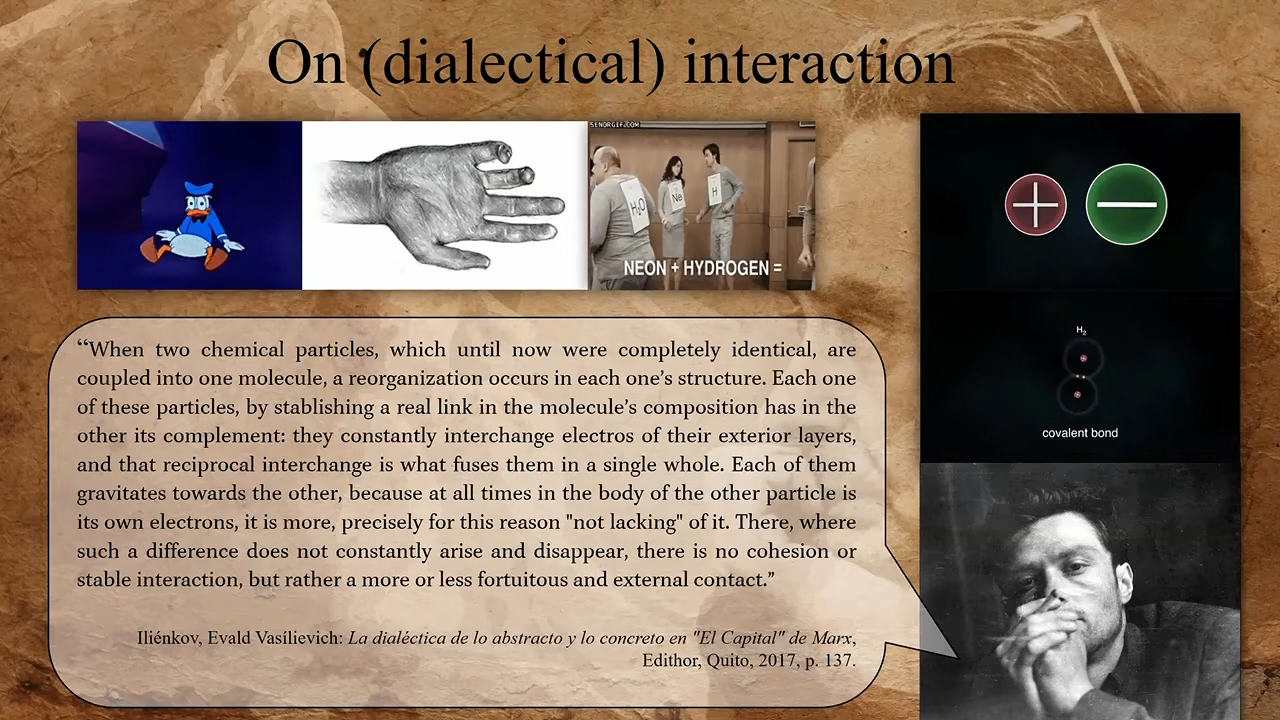 On (dialectical) interaction
SENORGIF.COM
H₂O
Ne
H
NEON + HYDROGEN =
“When two chemical particles, which until now were completely identical, are
coupled into one molecule, a reorganization occurs in each one’s structure. Each one
of these particles, by stablishing a real link in the molecule’s composition has in the
other its complement: they constantly interchange electros of their exterior layers,
and that reciprocal interchange is what fuses them in a single whole. Each of them
gravitates towards the other, because at all times in the body of the other particle is
its own electrons, it is more, precisely for this reason "not lacking" of it. There, where
such a difference does not constantly arise and disappear, there is no cohesion or
stable interaction, but rather a more or less fortuitous and external contact.”
Iliénkov, Evald Vasílievich: La dialéctica de lo abstracto y lo concreto en "El Capital" de Marx,
Edithor, Quito, 2017, p. 137.
H₂
covalent bond